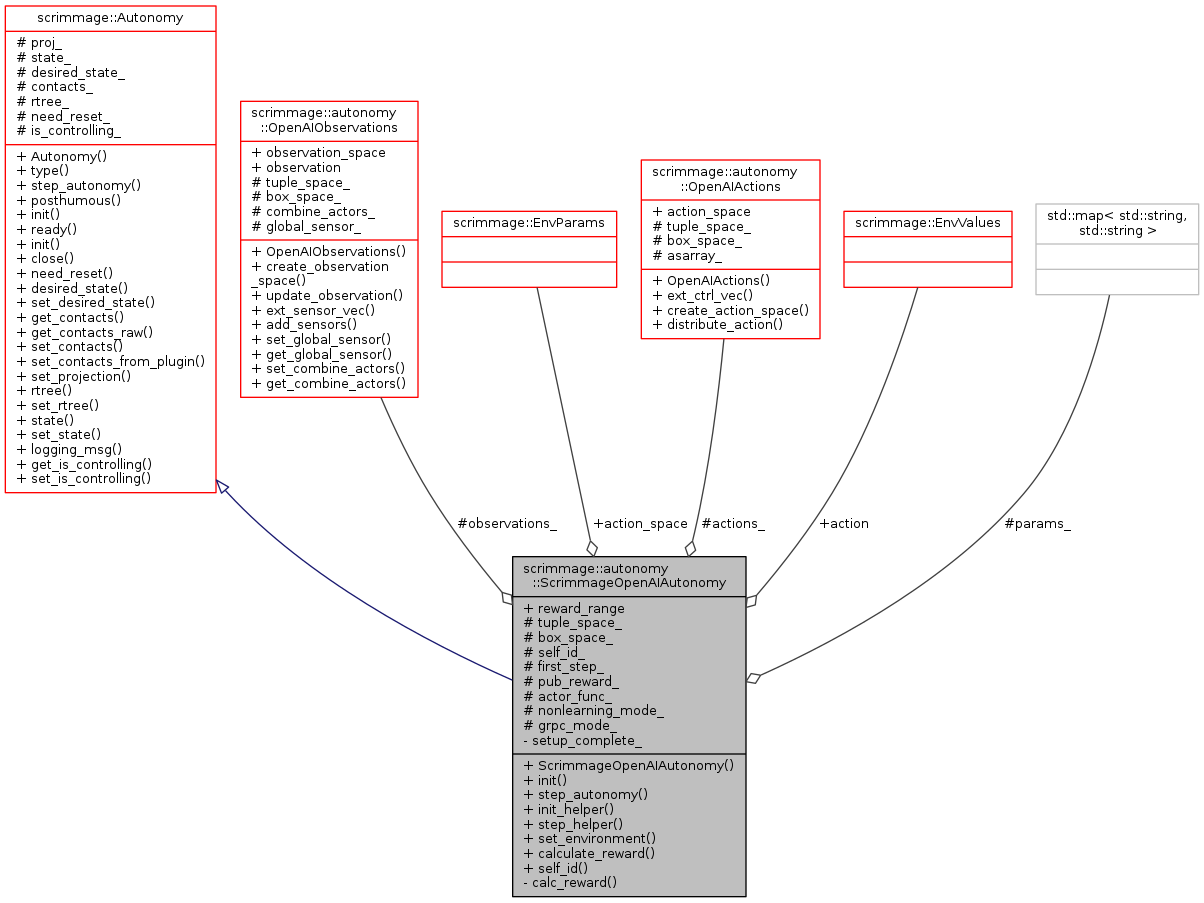 scrimmage::Autonomy
# proj_
# state_
# desired_state_
# contacts_
# rtree_
# need_reset_
# is_controlling_
+ Autonomy()
+ type()
+ step_autonomy()
+ posthumous()
+ init()
+ ready()
+ init()
+ close()
+ need_reset()
+ desired_state()
+ set_desired_state()
+ get_contacts()
+ get_contacts_raw()
+ set_contacts()
+ set_contacts_from_plugin()
+ set_projection()
+ rtree()
+ set_rtree()
+ state()
+ set_state()
+ logging_msg()
+ get_is_controlling()
+ set_is_controlling()
scrimmage::autonomy
::OpenAIObservations
+ observation_space
+ observation
# tuple_space_
# box_space_
# combine_actors_
# global_sensor_
+ OpenAIObservations()
+ create_observation
_space()
+ update_observation()
+ ext_sensor_vec()
+ add_sensors()
+ set_global_sensor()
+ get_global_sensor()
+ set_combine_actors()
+ get_combine_actors()
scrimmage::EnvParams
scrimmage::autonomy
::OpenAIActions
+ action_space
# tuple_space_
# box_space_
# asarray_
+ OpenAIActions()
+ ext_ctrl_vec()
+ create_action_space()
+ distribute_action()
scrimmage::EnvValues
std::map< std::string,
std::string >
#observations_
+action_space
#actions_
+action
#params_
scrimmage::autonomy
::ScrimmageOpenAIAutonomy
+ reward_range
# tuple_space_
# box_space_
# self_id_
# first_step_
# pub_reward_
# actor_func_
# nonlearning_mode_
# grpc_mode_
- setup_complete_
+ ScrimmageOpenAIAutonomy()
+ init()
+ step_autonomy()
+ init_helper()
+ step_helper()
+ set_environment()
+ calculate_reward()
+ self_id()
- calc_reward()